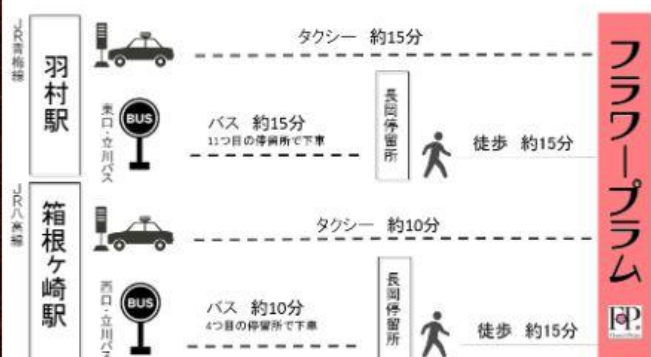 JR青梅線
羽村駅
タクシー 約15分
東口・立川バス
BUS
バス 約15分
11つ目の停留所で下車
長岡停留所
徒歩 約15分
JR八高線
箱根ヶ崎駅
タクシー 約10分
西口・立川バス
BUS
バス 約10分
4つ目の停留所で下車
長岡停留所
徒歩 約15分
フラワープラム
FP